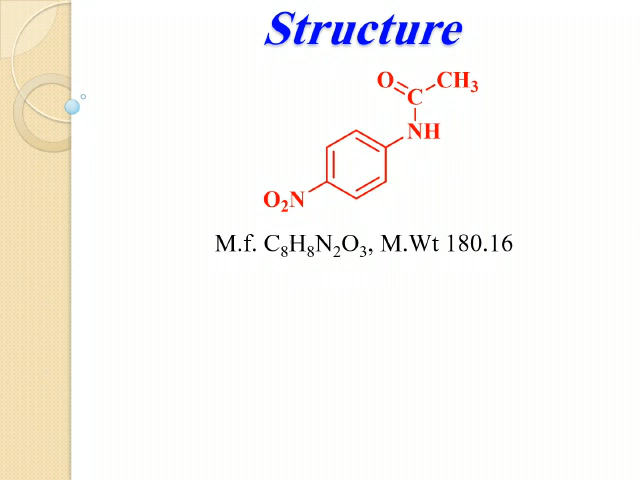 Structure
O
CH₃
C
NH
O₂N
M.f. C₈H₈N₂O₃, M.Wt 180.16